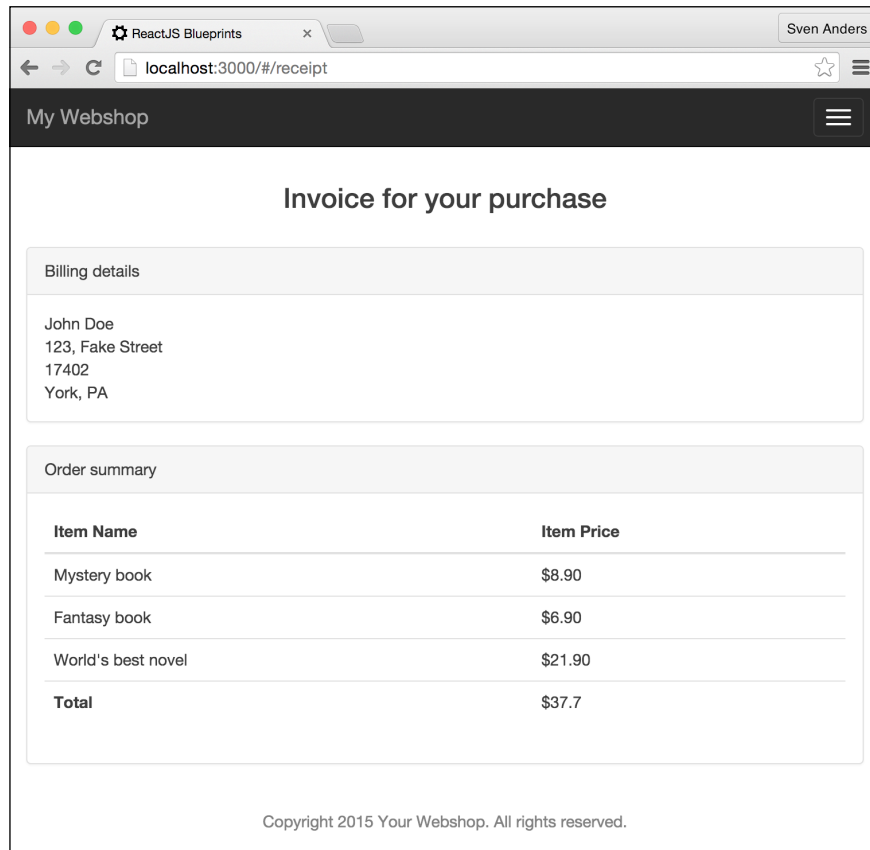 ReactJS Blueprints
Sven Anders
localhost:3000/#/receipt
My Webshop
Invoice for your purchase
Billing details
John Doe
123, Fake Street
17402
York, PA
Order summary
Item Name Item Price
Mystery book $8.90
Fantasy book $6.90
World's best novel $21.90
Total $37.7
Copyright 2015 Your Webshop. All rights reserved.